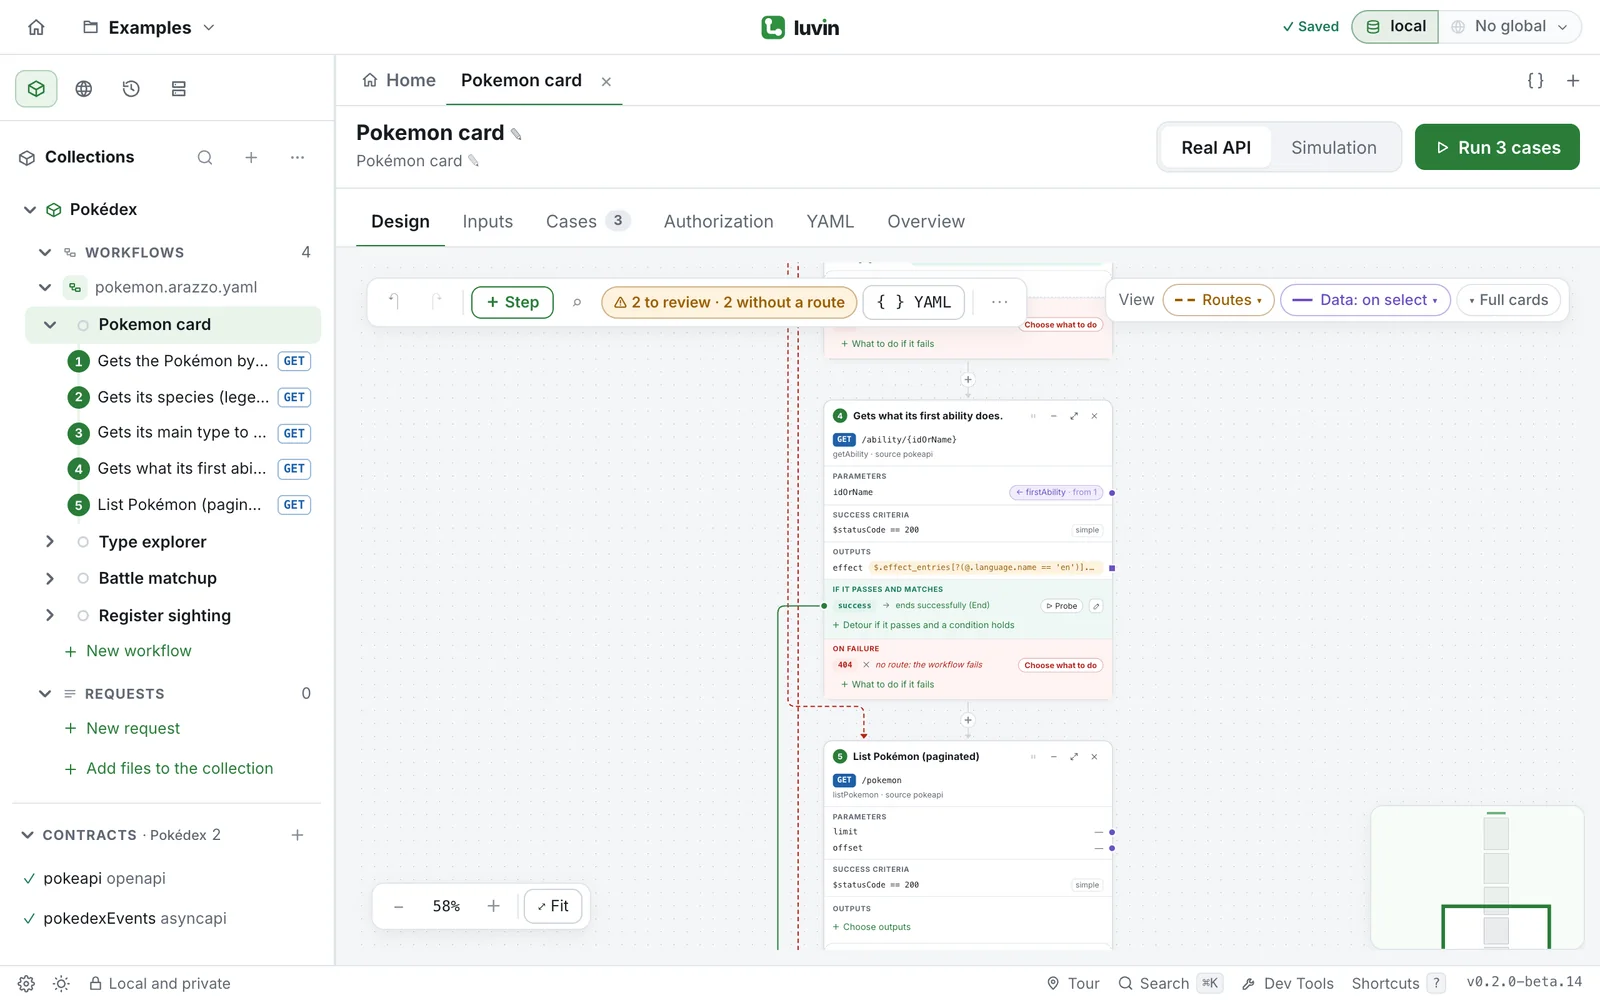 Examples
luvin
Saved
local
No global
Home
Pokemon card
Pokemon card
Pokémon card
Real API
Simulation
Run 3 cases
Design
Inputs
Cases 3
Authorization
YAML
Overview
Collections
Pokédex
WORKFLOWS 4
pokemon.arazzo.yaml
Pokemon card
1 Gets the Pokémon by... GET
2 Gets its species (lege... GET
3 Gets its main type to ... GET
4 Gets what its first abi... GET
5 List Pokémon (pagin... GET
Type explorer
Battle matchup
Register sighting
+ New workflow
REQUESTS 0
+ New request
+ Add files to the collection
CONTRACTS · Pokédex 2
pokeapi openapi
pokedexEvents asyncapi
+ Step
2 to review · 2 without a route
{ } YAML
...
View
Routes
Data: on select
Full cards
Choose what to do
+ What to do if it fails
4 Gets what its first ability does.
GET /ability/{idOrName}
getAbility · source pokeapi
PARAMETERS
idOrName ← firstAbility · from 1
SUCCESS CRITERIA
$statusCode == 200 simple
OUTPUTS
effect $.effect_entries[?(@.language.name == 'en')]....
IF IT PASSES AND MATCHES
success → ends successfully (End) Probe
+ Detour if it passes and a condition holds
ON FAILURE
404 × no route: the workflow fails Choose what to do
+ What to do if it fails
5 List Pokémon (paginated)
GET /pokemon
listPokemon · source pokeapi
PARAMETERS
limit —
offset —
SUCCESS CRITERIA
$statusCode == 200 simple
OUTPUTS
+ Choose outputs
− 58% +
Fit
Local and private
Tour
Search ⌘K
Dev Tools
Shortcuts ?
v0.2.0-beta.14